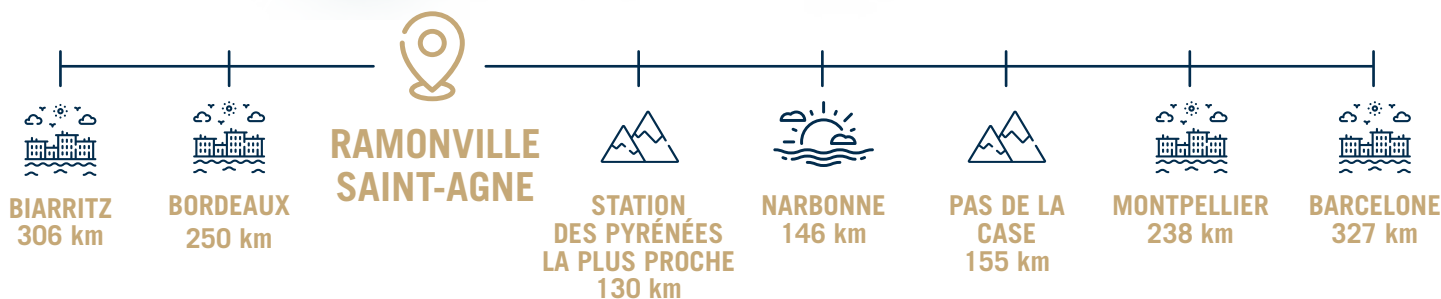 RAMONVILLE
SAINT-AGNE
BIARRITZ
306 km
BORDEAUX
250 km
STATION
DES PYRÉNÉES
LA PLUS PROCHE
130 km
NARBONNE
146 km
PAS DE LA
CASE
155 km
MONTPELLIER
238 km
BARCELONE
327 km